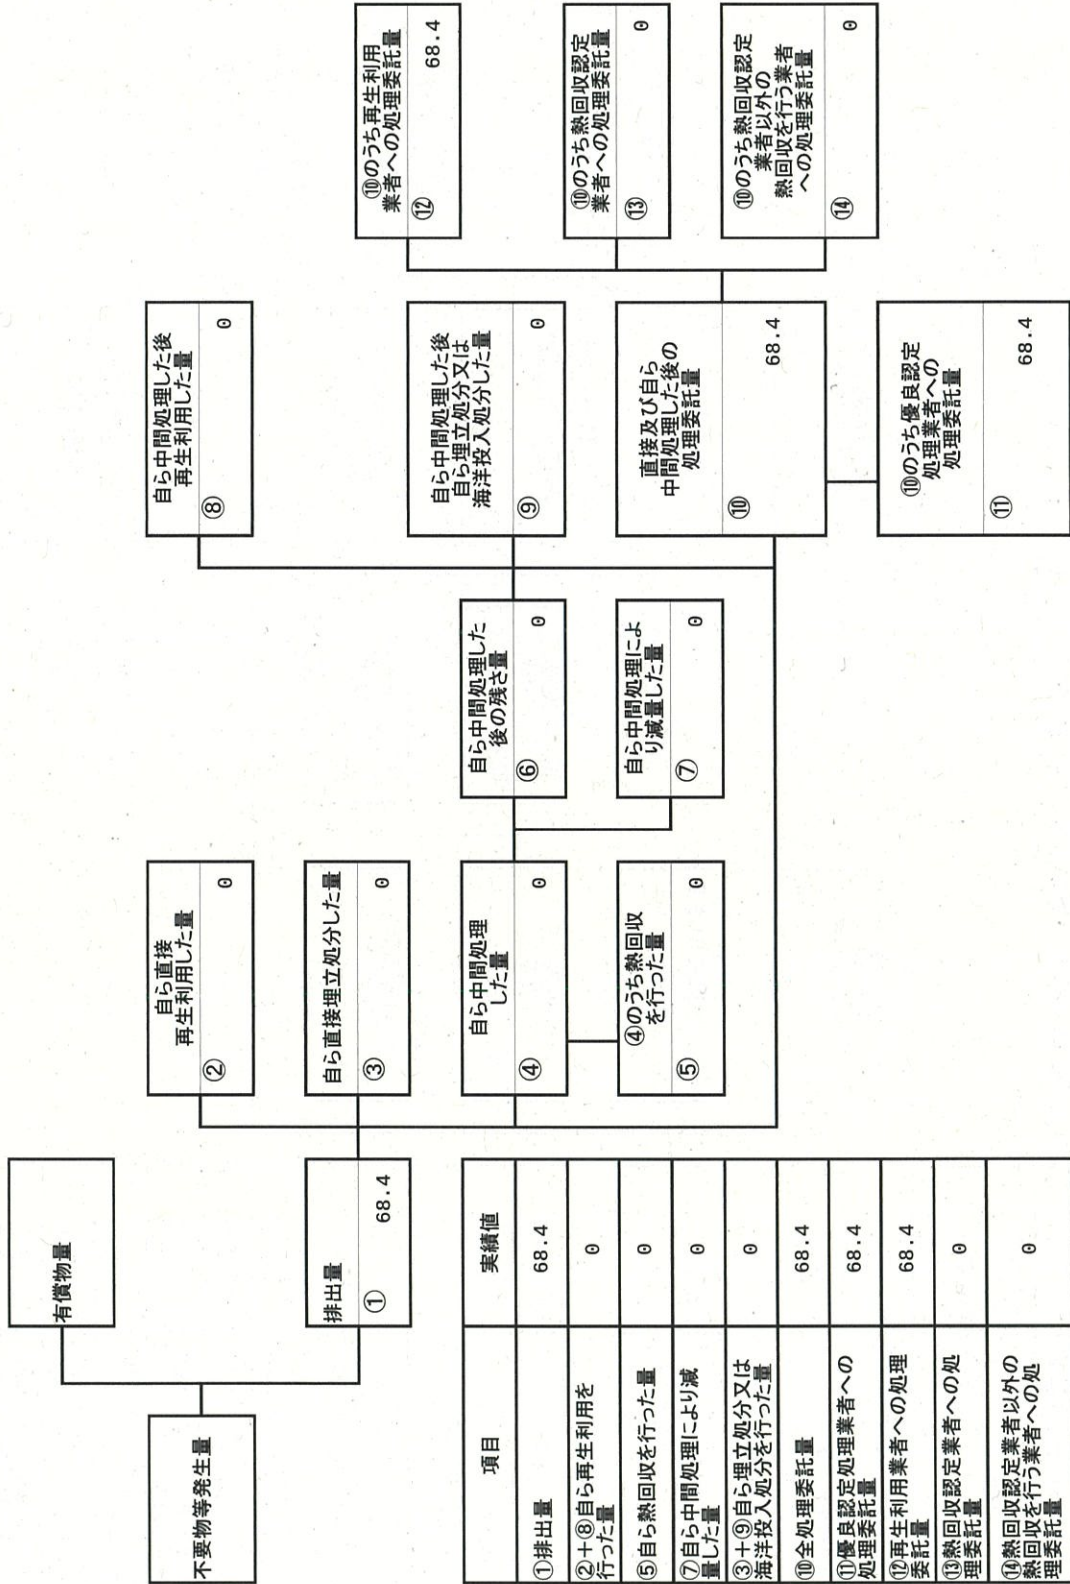 不要物等発生量
有償物量
排出量
①
68.4
自ら直接
再生利用した量
②
0
自ら直接埋立処分した量
③
0
自ら中間処理
した量
④
0
④のうち熱回収
を行った量
⑤
0
自ら中間処理した
後の残さ量
⑥
0
自ら中間処理によ
り減量した量
⑦
0
自ら中間処理した後
再生利用した量
⑧
0
自ら中間処理した後
自ら埋立処分又は
海洋投入処分した量
⑨
0
直接及び自ら
中間処理した後の
処理委託量
⑩
68.4
⑩のうち優良認定
処理業者への
処理委託量
⑪
68.4
⑩のうち再生利用
業者への処理委託量
⑫
68.4
⑩のうち熱回収認定
業者への処理委託量
⑬
0
⑩のうち熱回収認定
業者以外の
熱回収を行う業者
への処理委託量
⑭
0
項目
実績値
①排出量
68.4
②+⑧自ら再生利用を
行った量
0
⑤自ら熱回収を行った量
0
⑦自ら中間処理により減
量した量
0
③+⑨自ら埋立処分又は
海洋投入処分を行った量
0
⑩全処理委託量
68.4
⑪優良認定処理業者への
処理委託量
68.4
⑫再生利用業者への処理
委託量
68.4
⑬熱回収認定業者への処
理委託量
0
⑭熱回収認定業者以外の
熱回収を行う業者への処
理委託量
0